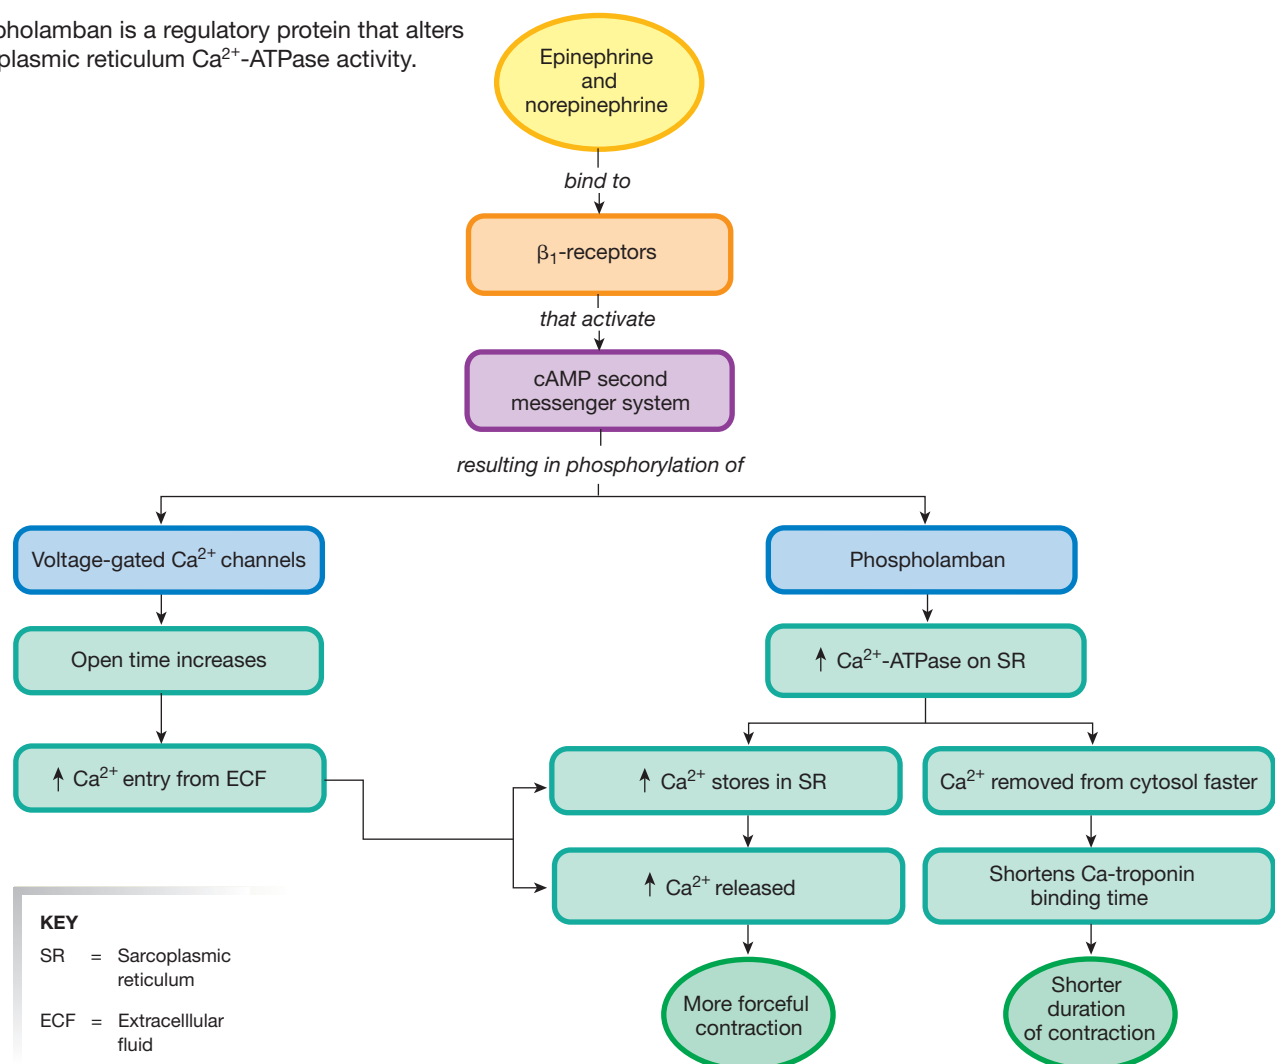 pholamban is a regulatory protein that alters
plasmic reticulum Ca²⁺-ATPase activity.
Epinephrine
and
norepinephrine
bind to
β₁-receptors
that activate
cAMP second
messenger system
resulting in phosphorylation of
Voltage-gated Ca²⁺ channels
Phospholamban
Open time increases
↑ Ca²⁺-ATPase on SR
↑ Ca²⁺ entry from ECF
↑ Ca²⁺ stores in SR
Ca²⁺ removed from cytosol faster
↑ Ca²⁺ released
Shortens Ca-troponin
binding time
More forceful
contraction
Shorter
duration
of contraction
KEY
SR = Sarcoplasmic
reticulum
ECF = Extracelllular
fluid